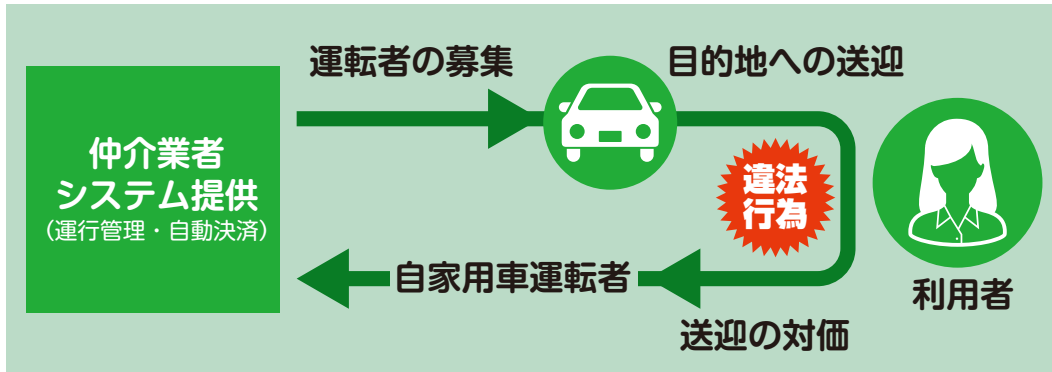 運転者の募集
目的地への送迎
仲介業者
システム提供
（運行管理・自動決済）
違法
行為
自家用車運転者
利用者
送迎の対価